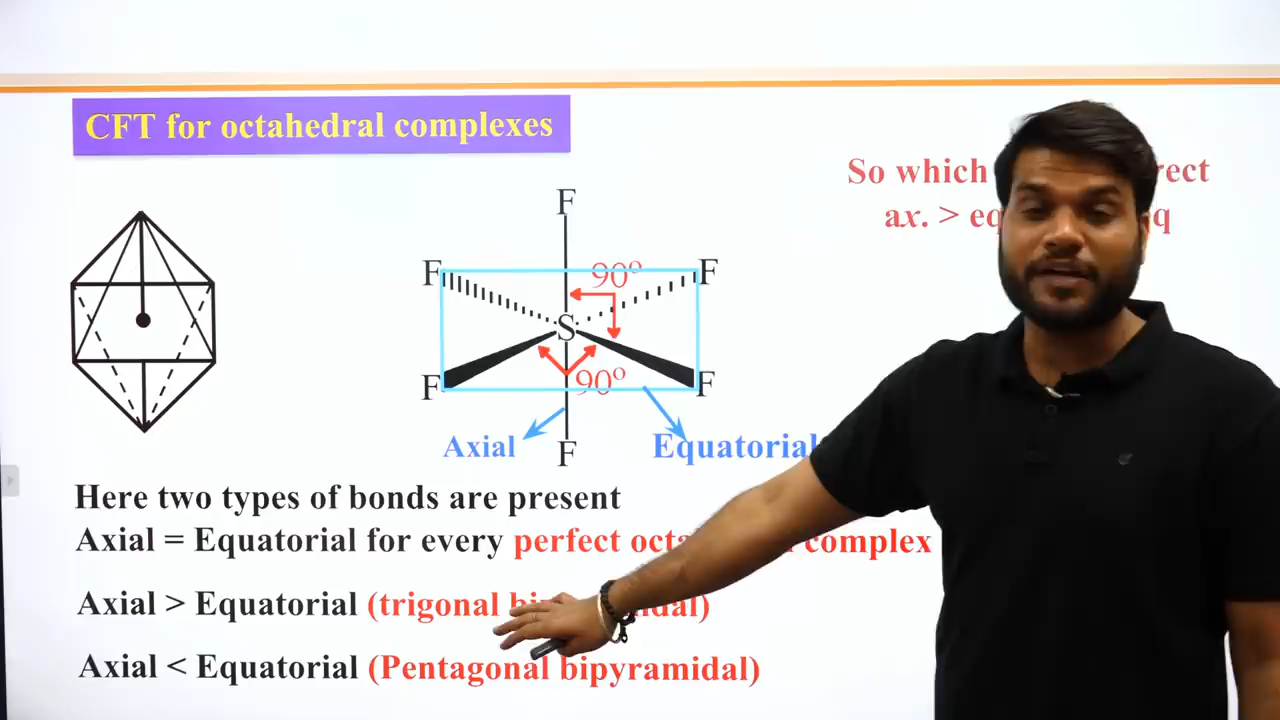 CFT for octahedral complexes
So which rect
ax. > eq q
F
F 90° F
S
F 90° F
Axial Equatorial
F
Here two types of bonds are present
Axial = Equatorial for every perfect complex
Axial > Equatorial (trigonal
Axial < Equatorial (Pentagonal bipyramidal)